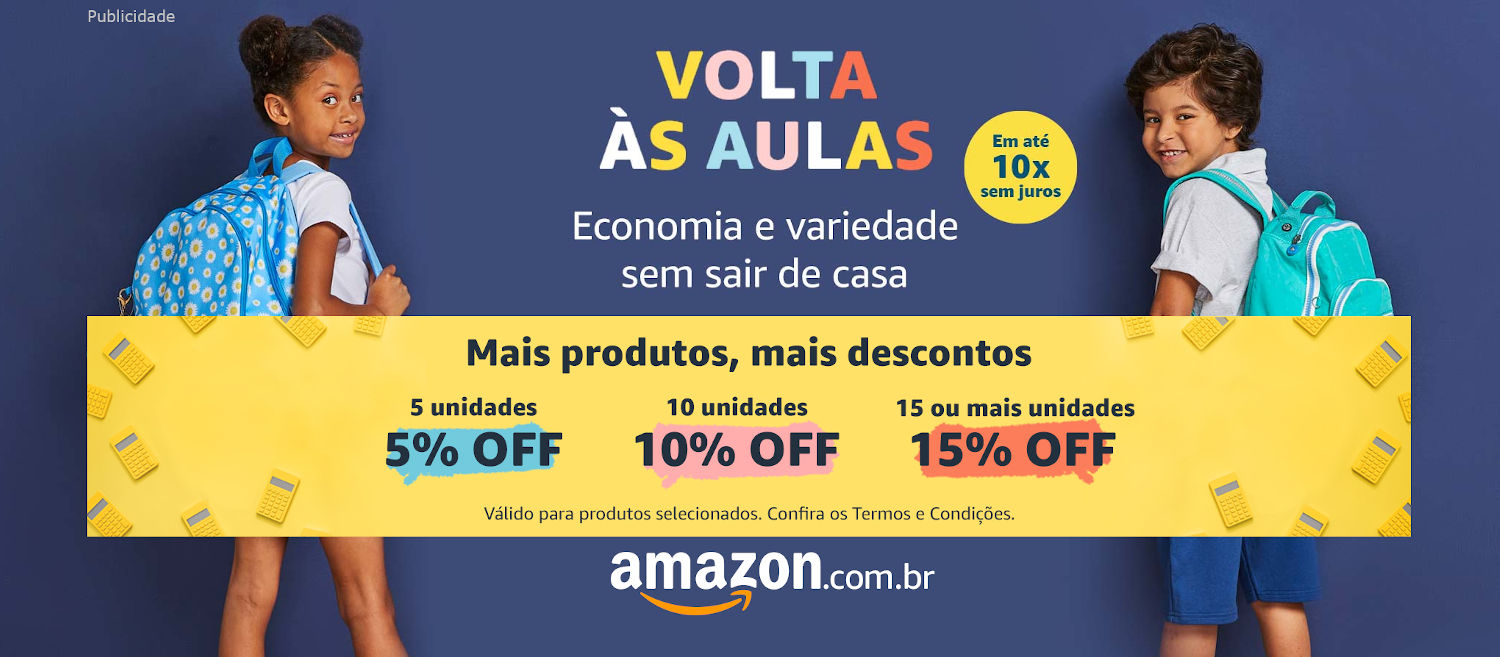 Publicidade
VOLTA
ÀS AULAS
Em até
10x
sem juros
Economia e variedade
sem sair de casa
Mais produtos, mais descontos
5 unidades
5% OFF
10 unidades
10% OFF
15 ou mais unidades
15% OFF
Válido para produtos selecionados. Confira os Termos e Condições.
amazon.com.br